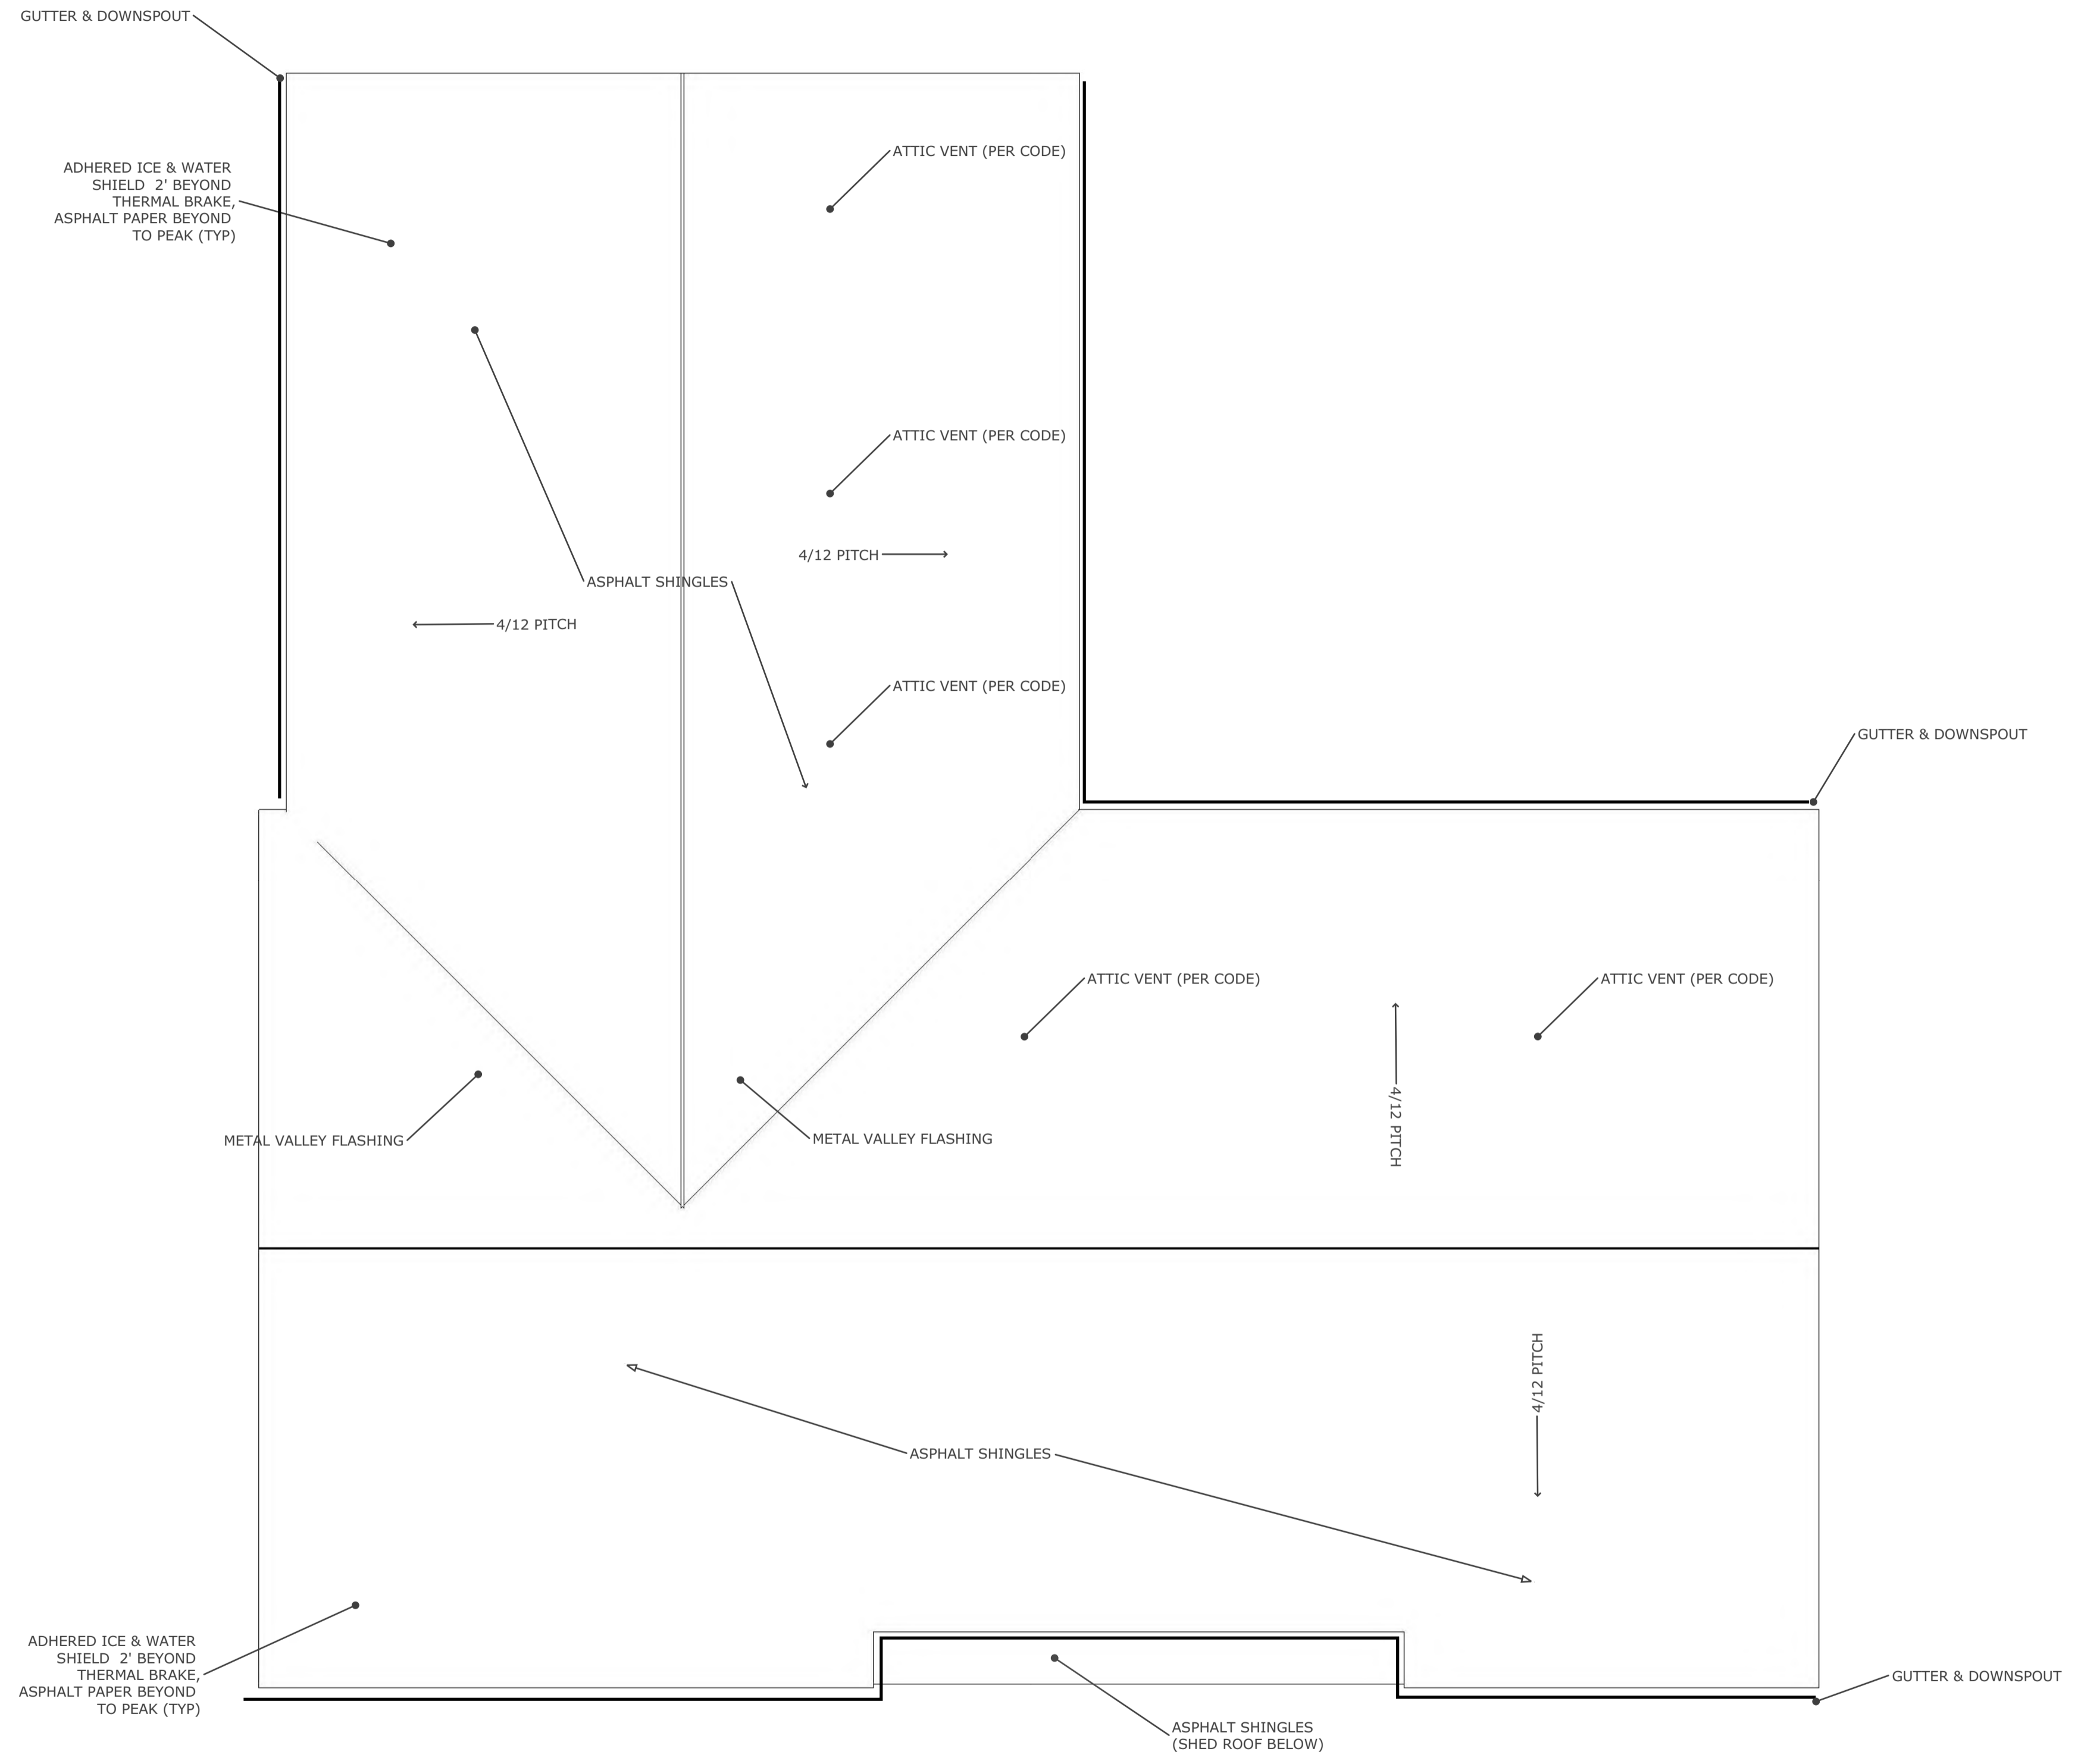 GUTTER & DOWNSPOUT
ADHERED ICE & WATER
SHIELD 2' BEYOND
THERMAL BRAKE,
ASPHALT PAPER BEYOND
TO PEAK (TYP)
ATTIC VENT (PER CODE)
ATTIC VENT (PER CODE)
4/12 PITCH
ASPHALT SHINGLES
4/12 PITCH
ATTIC VENT (PER CODE)
GUTTER & DOWNSPOUT
ATTIC VENT (PER CODE)
ATTIC VENT (PER CODE)
4/12 PITCH
METAL VALLEY FLASHING
METAL VALLEY FLASHING
4/12 PITCH
ASPHALT SHINGLES
ADHERED ICE & WATER
SHIELD 2' BEYOND
THERMAL BRAKE,
ASPHALT PAPER BEYOND
TO PEAK (TYP)
GUTTER & DOWNSPOUT
ASPHALT SHINGLES
(SHED ROOF BELOW)